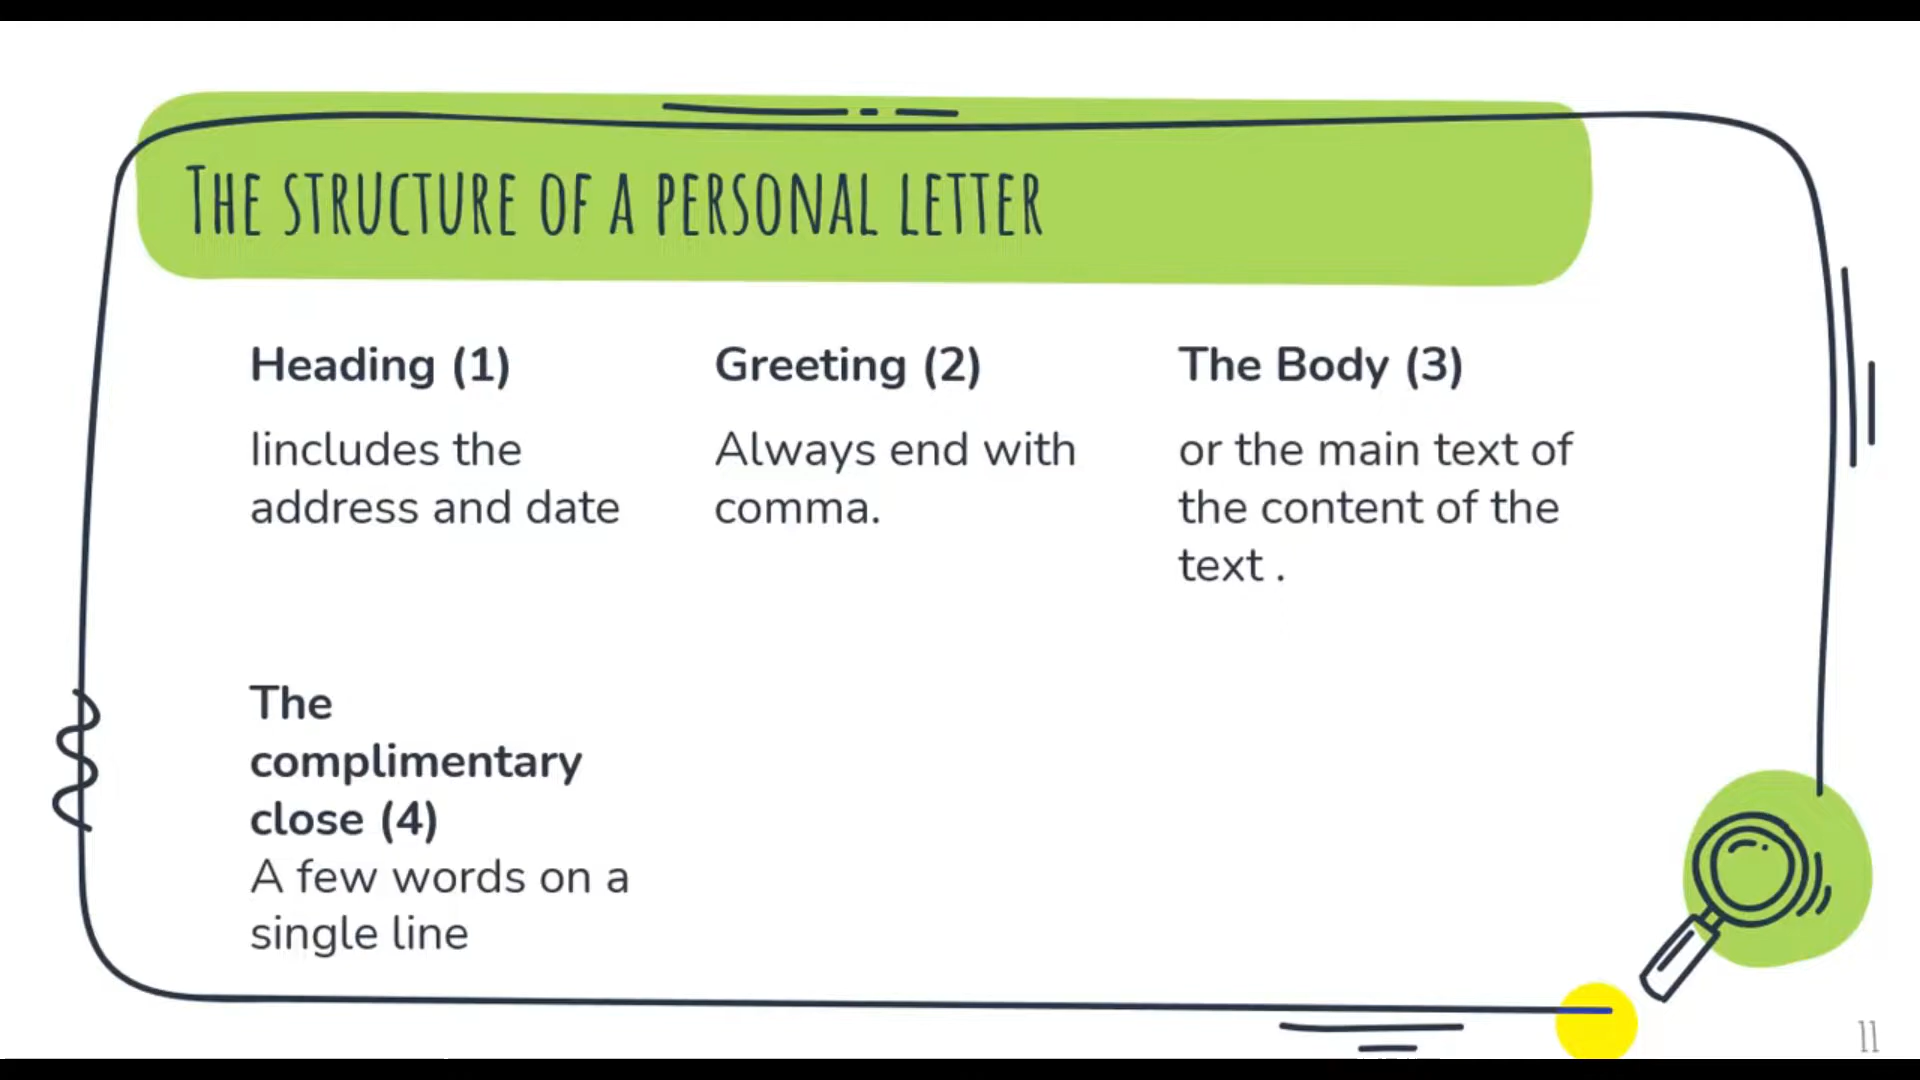 The structure of a personal letter
Heading (1)
Iincludes the
address and date
Greeting (2)
Always end with
comma.
The Body (3)
or the main text of
the content of the
text .
The
complimentary
close (4)
A few words on a
single line
11